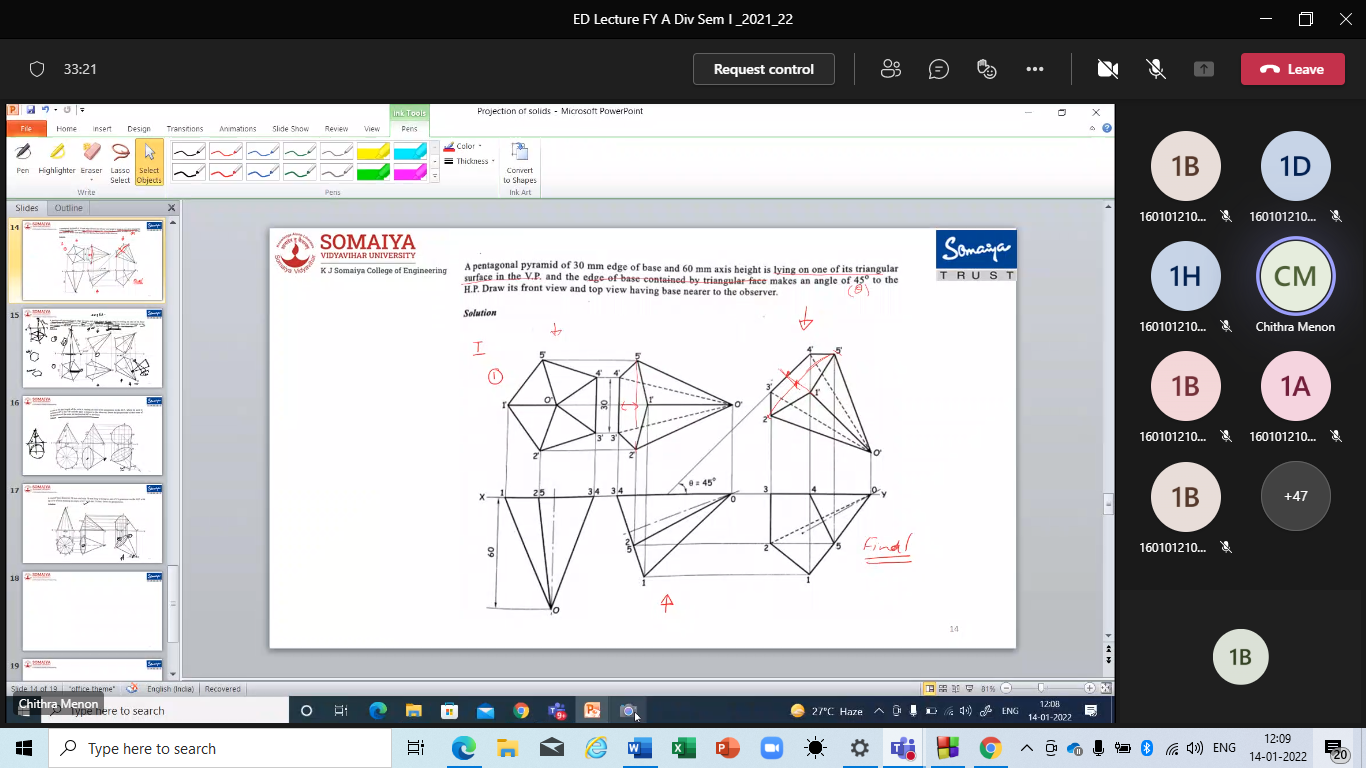 ED Lecture FY A Div Sem I _2021_22
33:21
Request control
Leave
Projection of solids - Microsoft PowerPoint
Ink Tools
File Home Insert Design Transitions Animations Slide Show Review View Pens
Pen
Highlighter
Eraser
Lasso Select
Select Objects
Color
Thickness
Convert to Shapes
Write
Pens
Ink Art
Slides Outline
14
15
16
17
18
19
SOMAIYA
VIDYAVIHAR UNIVERSITY
K J Somaiya College of Engineering
Somaiya
TRUST
A pentagonal pyramid of 30 mm edge of base and 60 mm axis height is lying on one of its triangular
surface in the V.P. and the edge of base contained by triangular face makes an angle of 45° to the
H.P. Draw its front view and top view having base nearer to the observer.
(θ)
Solution
I
1
5' 5' 4' 5'
4' 4' 3'
1' O' 30 1' O' 1'
3' 3' 2'
2' 2' O'
θ = 45°
X 1 2 5 3 4 3 4 O 3 4 O Y
60
2 5 2 5
1 1
O
Final
14
Slide 14 of 19 "office theme" English (India) Recovered
81%
Chithra Menon
Type here to search
27°C Haze
ENG
12:08
14-01-2022
1B
160101210...
1D
160101210...
1H
160101210...
CM
Chithra Menon
1B
160101210...
1A
160101210...
1B
160101210...
+47
1B
Type here to search
ENG
12:09
14-01-2022
20